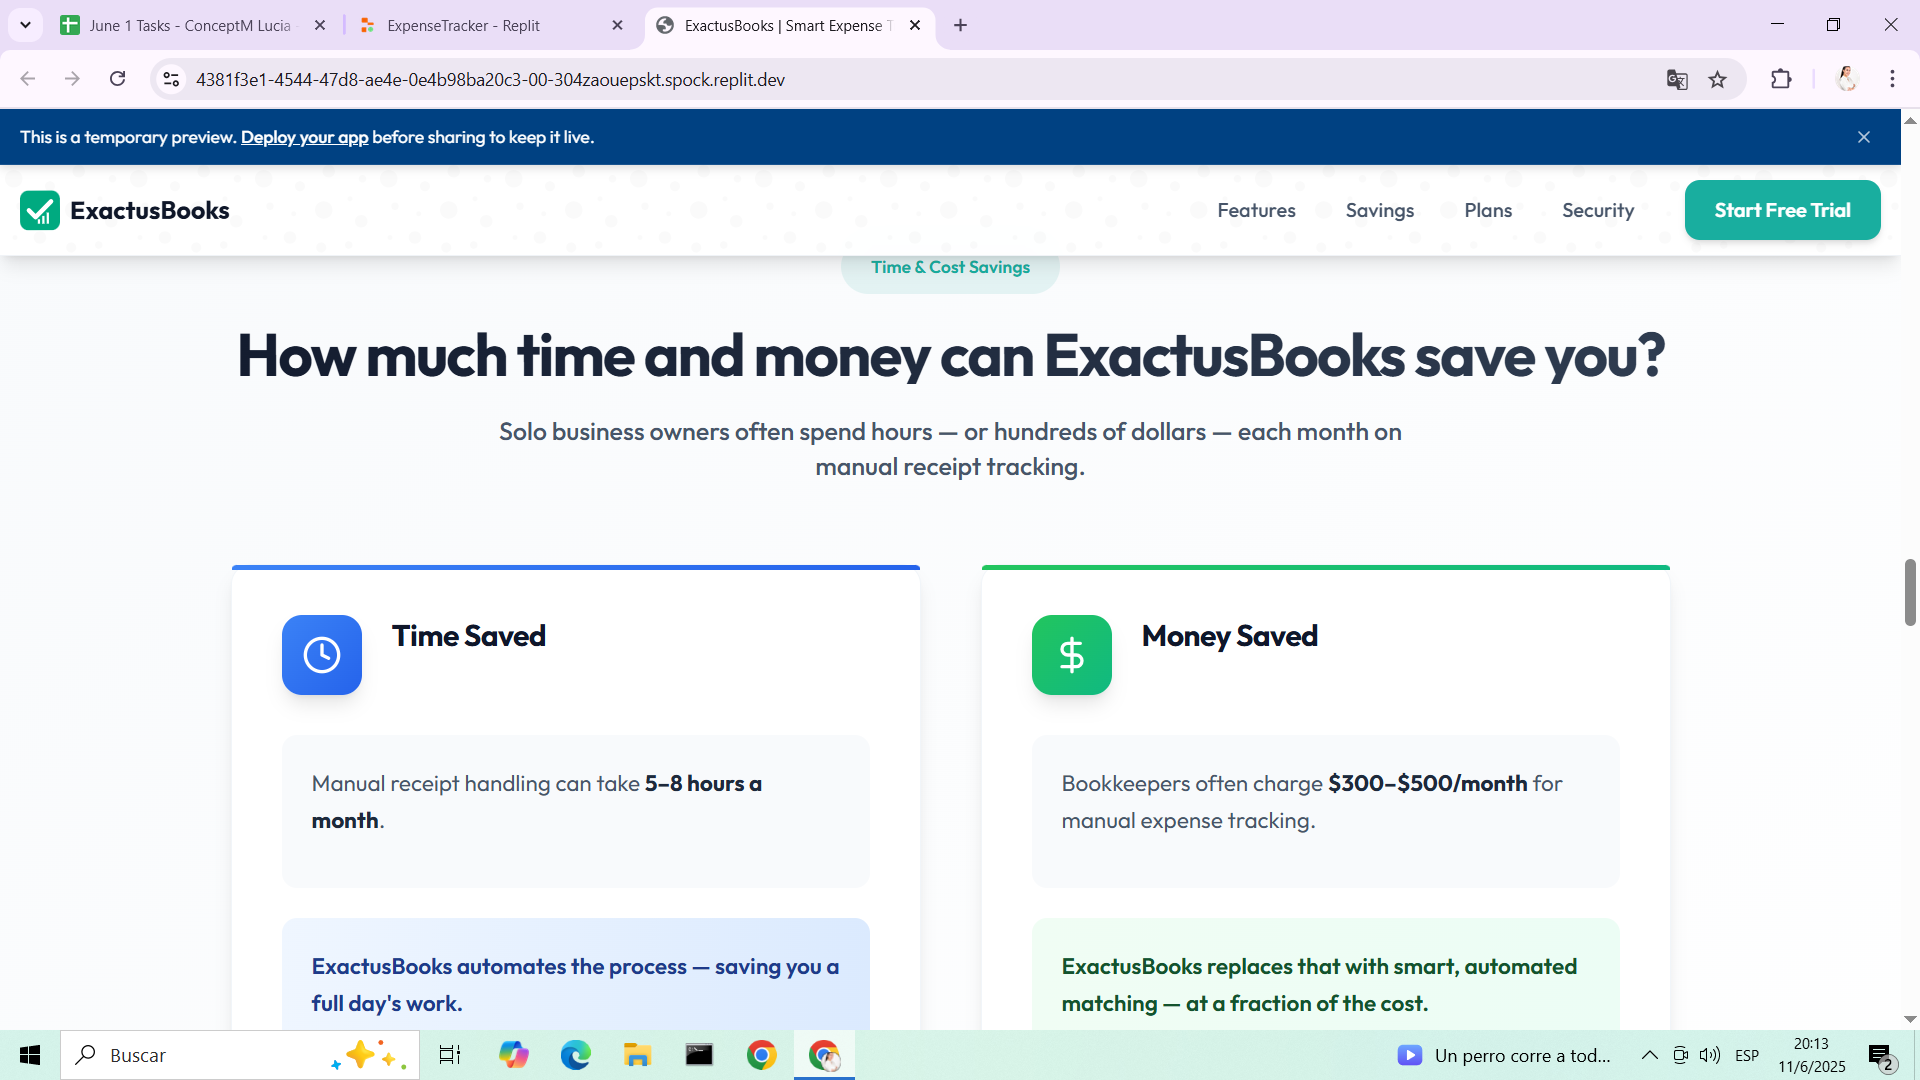 June 1 Tasks - ConceptM Lucia
ExpenseTracker - Replit
ExactusBooks | Smart Expense T
4381f3e1-4544-47d8-ae4e-0e4b98ba20c3-00-304zaouepskt.spock.replit.dev
This is a temporary preview. Deploy your app before sharing to keep it live.
ExactusBooks
Features
Savings
Plans
Security
Start Free Trial
Time & Cost Savings
How much time and money can ExactusBooks save you?
Solo business owners often spend hours — or hundreds of dollars — each month on
manual receipt tracking.
Time Saved
Manual receipt handling can take 5–8 hours a
month.
ExactusBooks automates the process — saving you a
full day's work.
Money Saved
Bookkeepers often charge $300–$500/month for
manual expense tracking.
ExactusBooks replaces that with smart, automated
matching — at a fraction of the cost.
Buscar
Un perro corre a tod...
ESP
20:13
11/6/2025
2